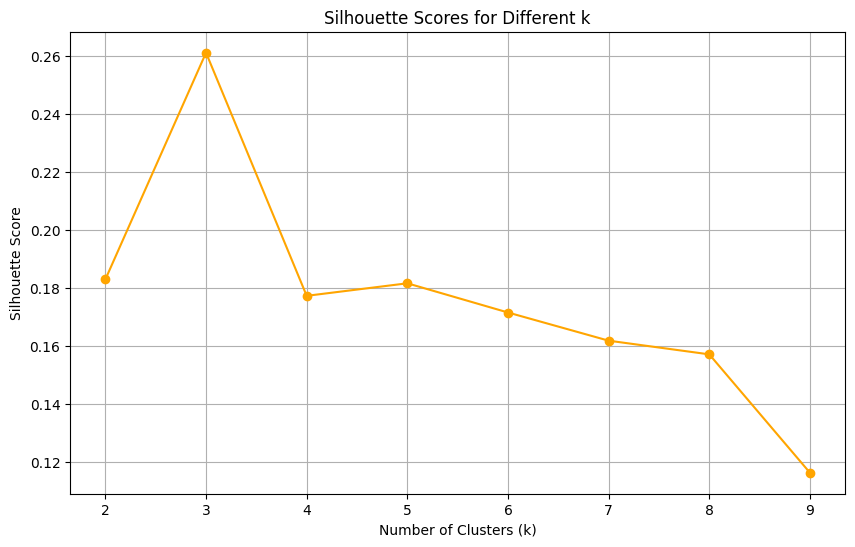 Silhouette Scores for Different k
Silhouette Score
0.26
0.24
0.22
0.20
0.18
0.16
0.14
0.12
2 3 4 5 6 7 8 9
Number of Clusters (k)